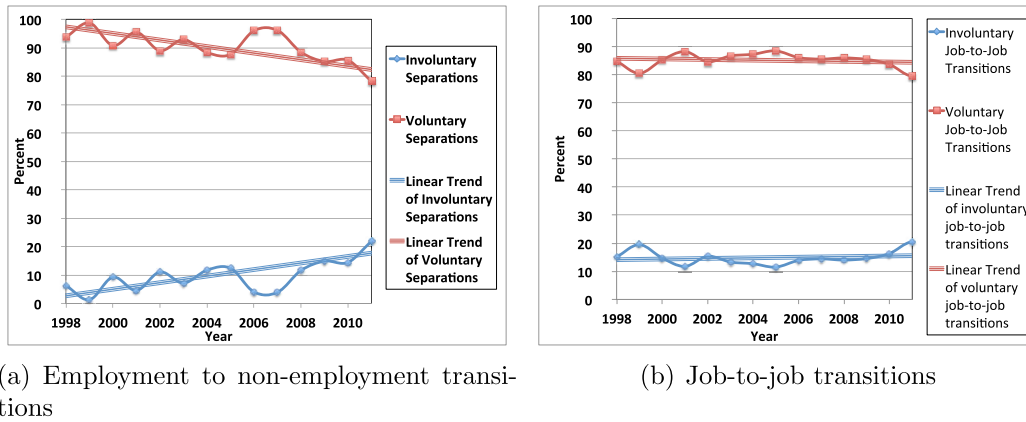 100
90
80
70
60
50
40
30
20
10
0
Percent
1998 2000 2002 2004 2006 2008 2010
Year
Involuntary
Separations
Voluntary
Separations
Linear Trend
of Involuntary
Separations
Linear Trend
of Voluntary
Separations
(a) Employment to non-employment transi-
tions
100
90
80
70
60
50
40
30
20
10
0
Percent
1998 2000 2002 2004 2006 2008 2010
Year
Involuntary
Job-to-Job
Transitions
Voluntary
Job-to-Job
Transitions
Linear Trend
of involuntary
job-to-job
transitions
Linear Trend
of voluntary
job-to-job
transitions
(b) Job-to-job transitions